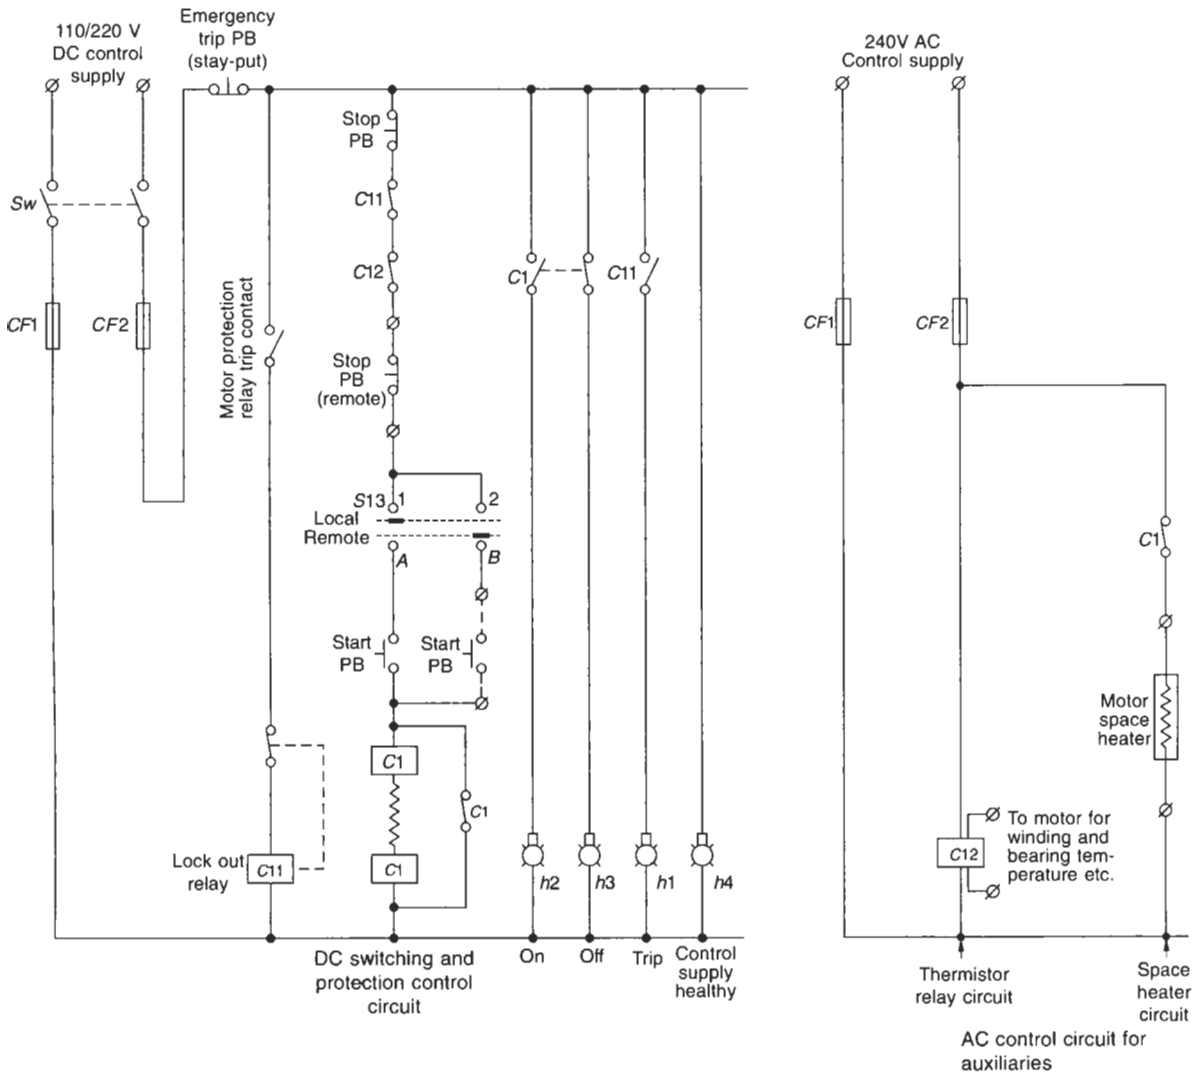 110/220 V
DC control
supply
Emergency
trip PB
(stay-put)
240V AC
Control supply
Stop
PB
Sw
C11
C12
C1
C11
Motor protection
relay trip contact
CF1
CF2
CF1
CF2
Stop
PB
(remote)
S13
1
2
Local
Remote
A
B
C1
Start
PB
Start
PB
Motor
space
heater
C1
C1
Lock out
relay
C11
C1
h2
h3
h1
h4
C12
To motor for
winding and
bearing tem-
perature etc.
DC switching and
protection control
circuit
On
Off
Trip
Control
supply
healthy
Thermistor
relay circuit
Space
heater
circuit
AC control circuit for
auxiliaries